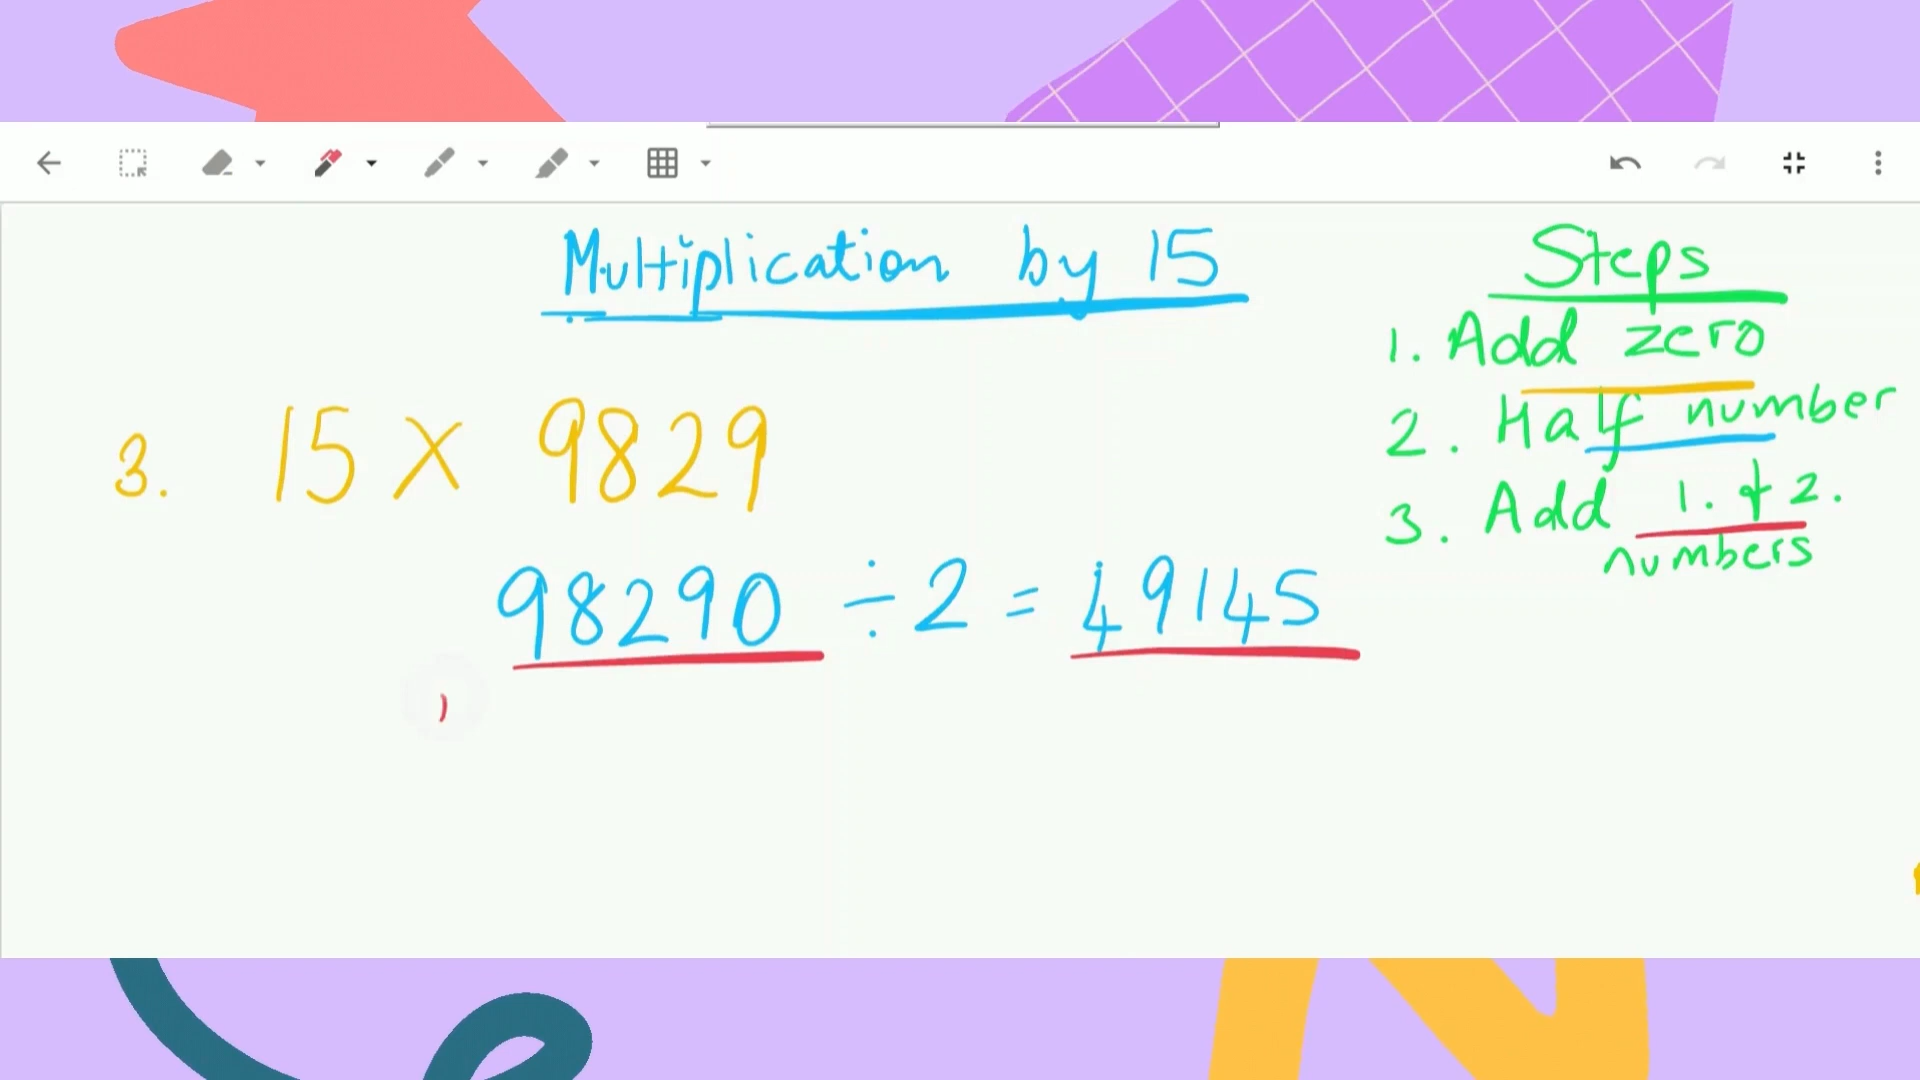 Multiplication by 15
Steps
1. Add zero
2. Half number
3. Add 1. & 2.
numbers
3. 15 × 9829
98290 ÷ 2 = 49145